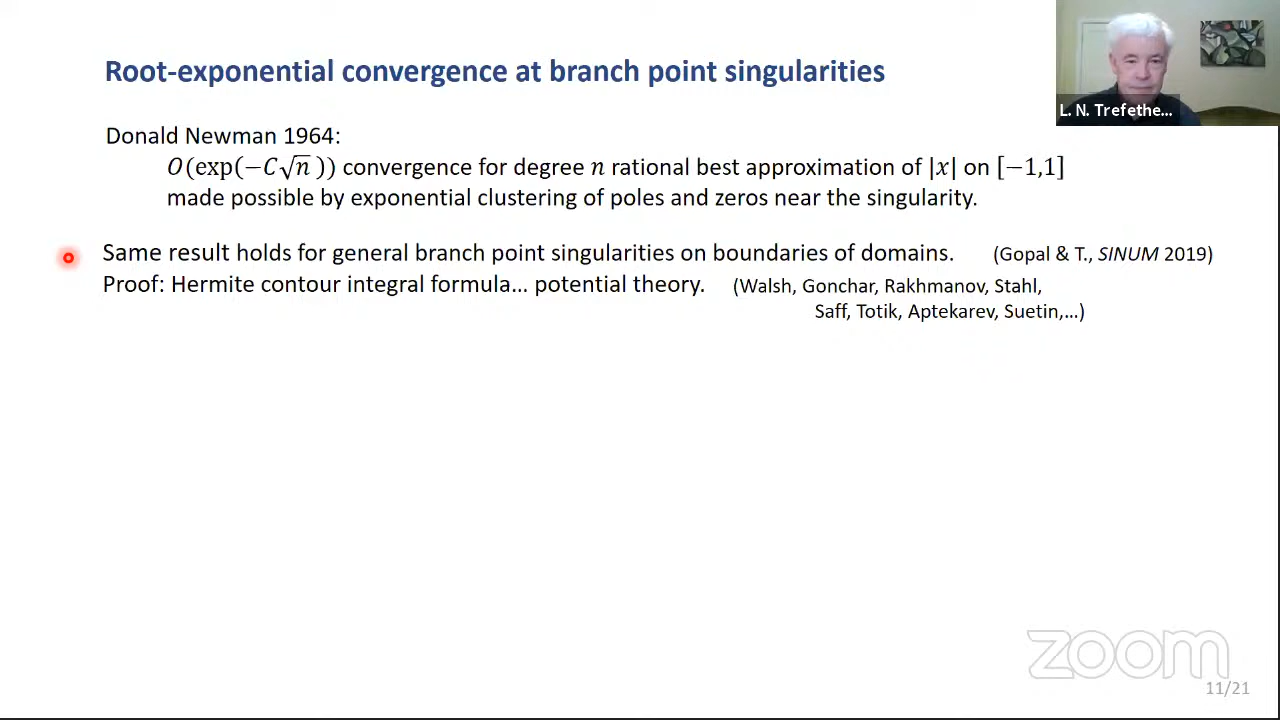 Root-exponential convergence at branch point singularities
L. N. Trefethe...
Donald Newman 1964:
O(exp(−C√n)) convergence for degree n rational best approximation of |x| on [−1,1]
made possible by exponential clustering of poles and zeros near the singularity.
Same result holds for general branch point singularities on boundaries of domains. (Gopal & T., SINUM 2019)
Proof: Hermite contour integral formula... potential theory. (Walsh, Gonchar, Rakhmanov, Stahl,
Saff, Totik, Aptekarev, Suetin,...)
zoom
11/21